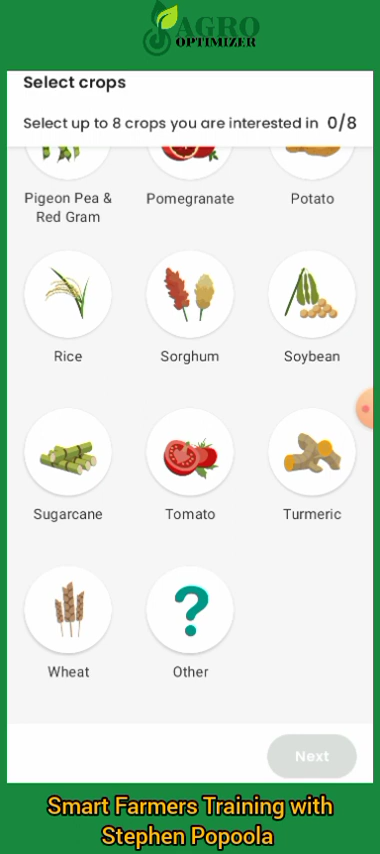 AGRO
OPTIMIZER
Select crops
Select up to 8 crops you are interested in 0/8
Pigeon Pea &
Red Gram
Pomegranate
Potato
Rice
Sorghum
Soybean
Sugarcane
Tomato
Turmeric
Wheat
?
Other
Next
Smart Farmers Training with
Stephen Popoola